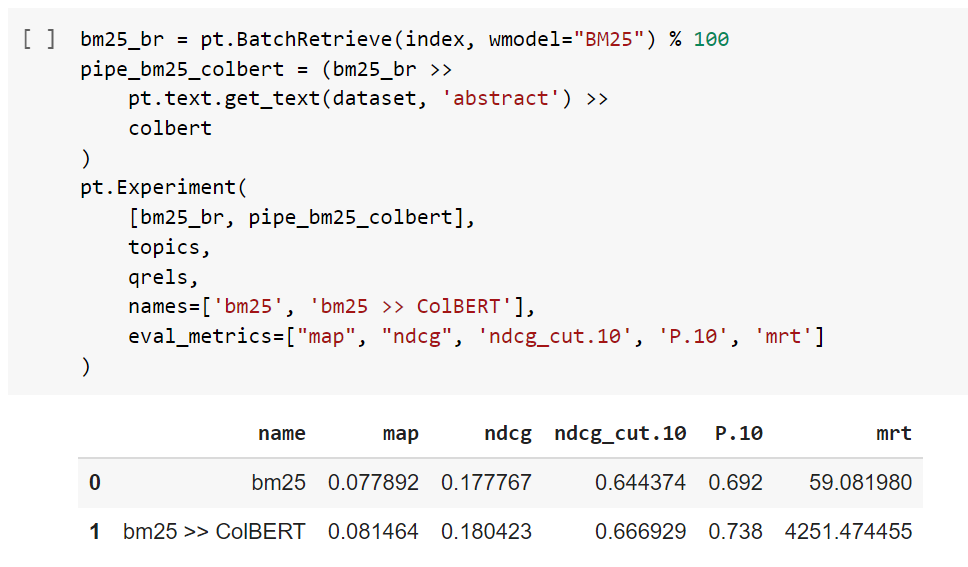 [ ] bm25_br = pt.BatchRetrieve(index, wmodel="BM25") % 100
pipe_bm25_colbert = (bm25_br >>
    pt.text.get_text(dataset, 'abstract') >>
    colbert
)
pt.Experiment(
    [bm25_br, pipe_bm25_colbert],
    topics,
    qrels,
    names=['bm25', 'bm25 >> ColBERT'],
    eval_metrics=["map", "ndcg", 'ndcg_cut.10', 'P.10', 'mrt']
)
name map ndcg ndcg_cut.10 P.10 mrt
0 bm25 0.077892 0.177767 0.644374 0.692 59.081980
1 bm25 >> ColBERT 0.081464 0.180423 0.666929 0.738 4251.474455